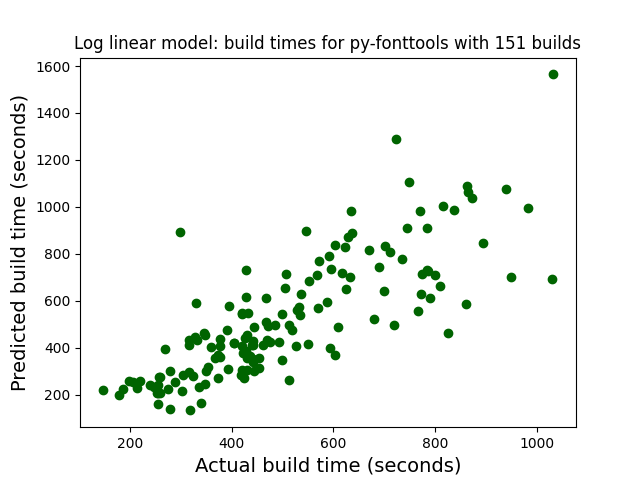 Log linear model: build times for py-fonttools with 151 builds
1600
1400
1200
1000
800
600
400
200
Predicted build time (seconds)
200 400 600 800 1000
Actual build time (seconds)